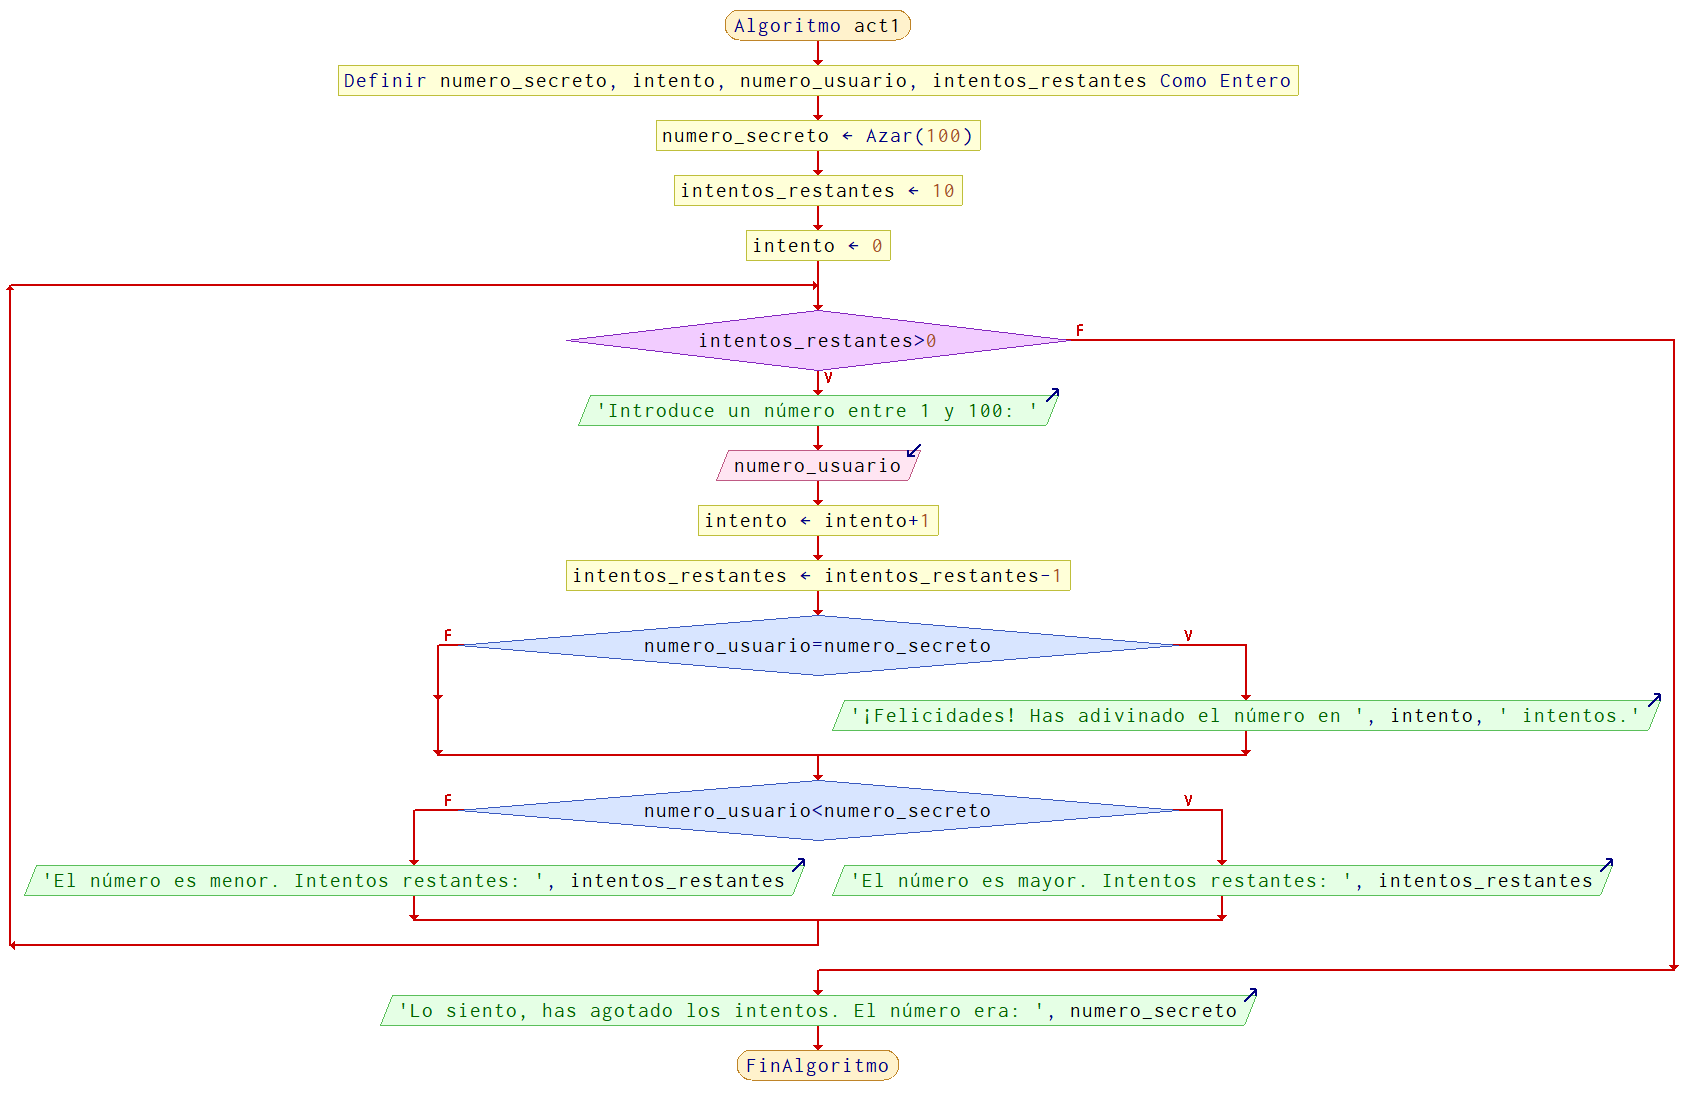 Algoritmo act1
Definir numero_secreto, intento, numero_usuario, intentos_restantes Como Entero
numero_secreto ← Azar(100)
intentos_restantes ← 10
intento ← 0
intentos_restantes>0
F
V
'Introduce un número entre 1 y 100: '
numero_usuario
intento ← intento+1
intentos_restantes ← intentos_restantes-1
F
numero_usuario=numero_secreto
V
'¡Felicidades! Has adivinado el número en ', intento, ' intentos.'
F
numero_usuario<numero_secreto
V
'El número es menor. Intentos restantes: ', intentos_restantes
'El número es mayor. Intentos restantes: ', intentos_restantes
'Lo siento, has agotado los intentos. El número era: ', numero_secreto
FinAlgoritmo